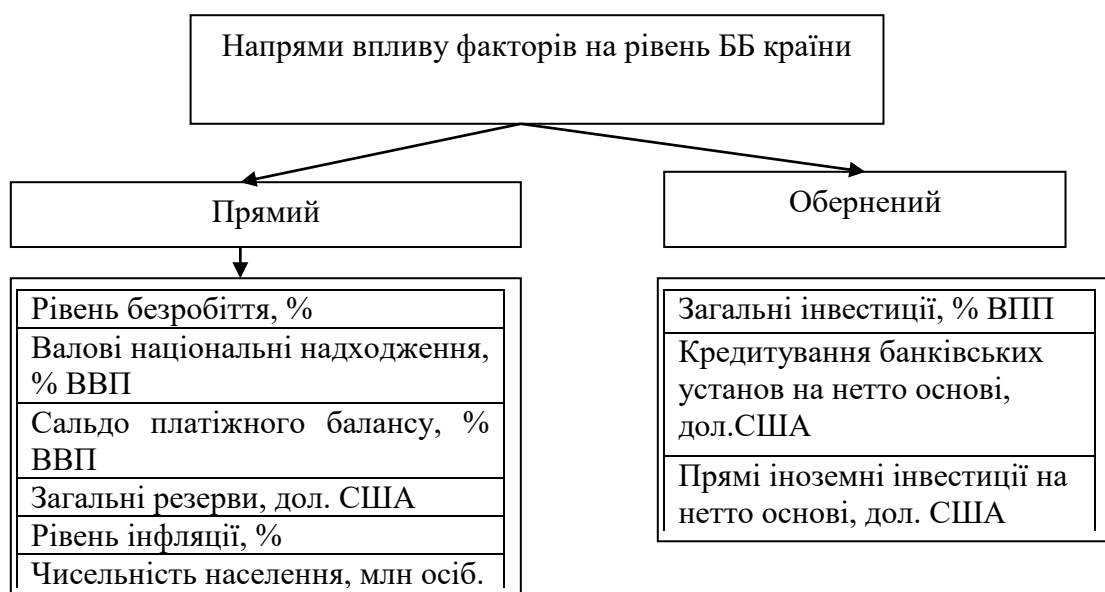 Напрями впливу факторів на рівень ББ країни
Прямий
Обернений
Рівень безробіття, %
Валові національні надходження,
% ВВП
Сальдо платіжного балансу, %
ВВП
Загальні резерви, дол. США
Рівень інфляції, %
Чисельність населення, млн осіб.
Загальні інвестиції, % ВПП
Кредитування банківських
установ на нетто основі,
дол.США
Прямі іноземні інвестиції на
нетто основі, дол. США